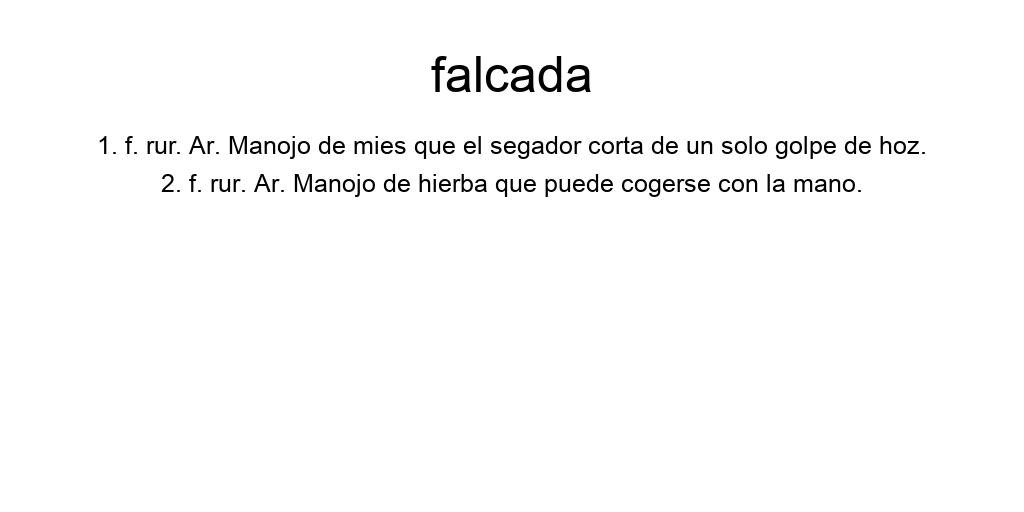 falcada
1. f. rur. Ar. Manojo de mies que el segador corta de un solo golpe de hoz.
2. f. rur. Ar. Manojo de hierba que puede cogerse con la mano.